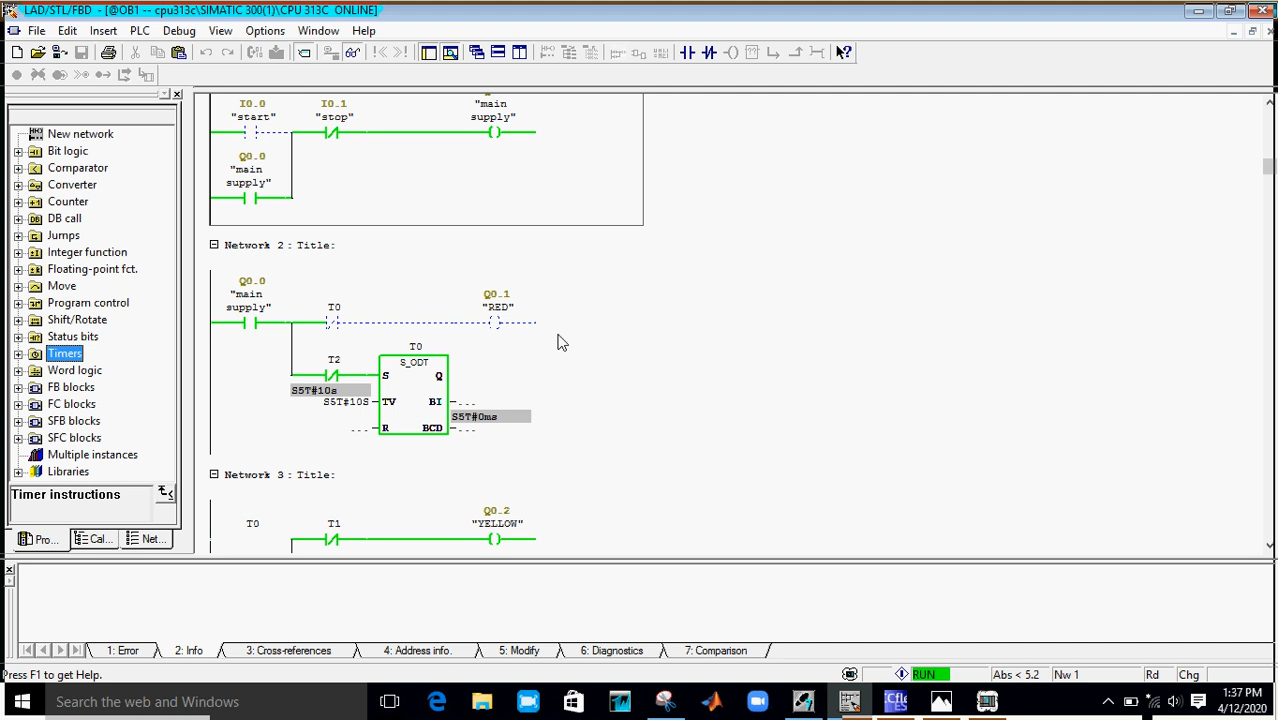 LAD/STL/FBD - [@OB1 -- cpu313c\SIMATIC 300(1)\CPU 313C ONLINE]
File Edit Insert PLC Debug View Options Window Help
New network
Bit logic
Comparator
Converter
Counter
DB call
Jumps
Integer function
Floating-point fct.
Move
Program control
Shift/Rotate
Status bits
Timers
Word logic
FB blocks
FC blocks
SFB blocks
SFC blocks
Multiple instances
Libraries
Timer instructions
Pro... Cal... Net...
I0.0 I0.1
"start" "stop" "main
supply"
Q0.0
"main
supply"
Network 2 : Title:
Q0.0
"main
supply" T0 Q0.1
"RED"
T0
T2 S_ODT
S Q
S5T#10s
S5T#10S TV BI ...
S5T#0ms
... R BCD ...
Network 3 : Title:
Q0.2
T0 T1 "YELLOW"
1: Error 2: Info 3: Cross-references 4: Address info. 5: Modify 6: Diagnostics 7: Comparison
Press F1 to get Help. RUN Abs < 5.2 Nw 1 Rd Chg
Search the web and Windows
1:37 PM
4/12/2020